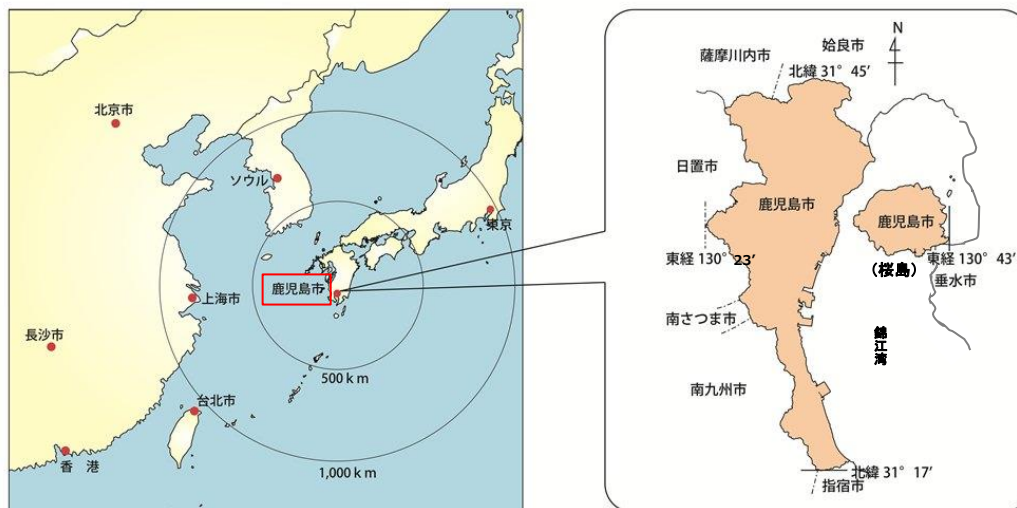 北京市
ソウル
東京
鹿児島市
上海市
長沙市
500ｋｍ
台北市
1,000ｋｍ
香　港
N
姶良市
薩摩川内市
北緯 31°45′
日置市
鹿児島市
鹿児島市
東経 130°23′
東経 130°43′
（桜島）
垂水市
南さつま市
錦江湾
南九州市
北緯 31°17′
指宿市